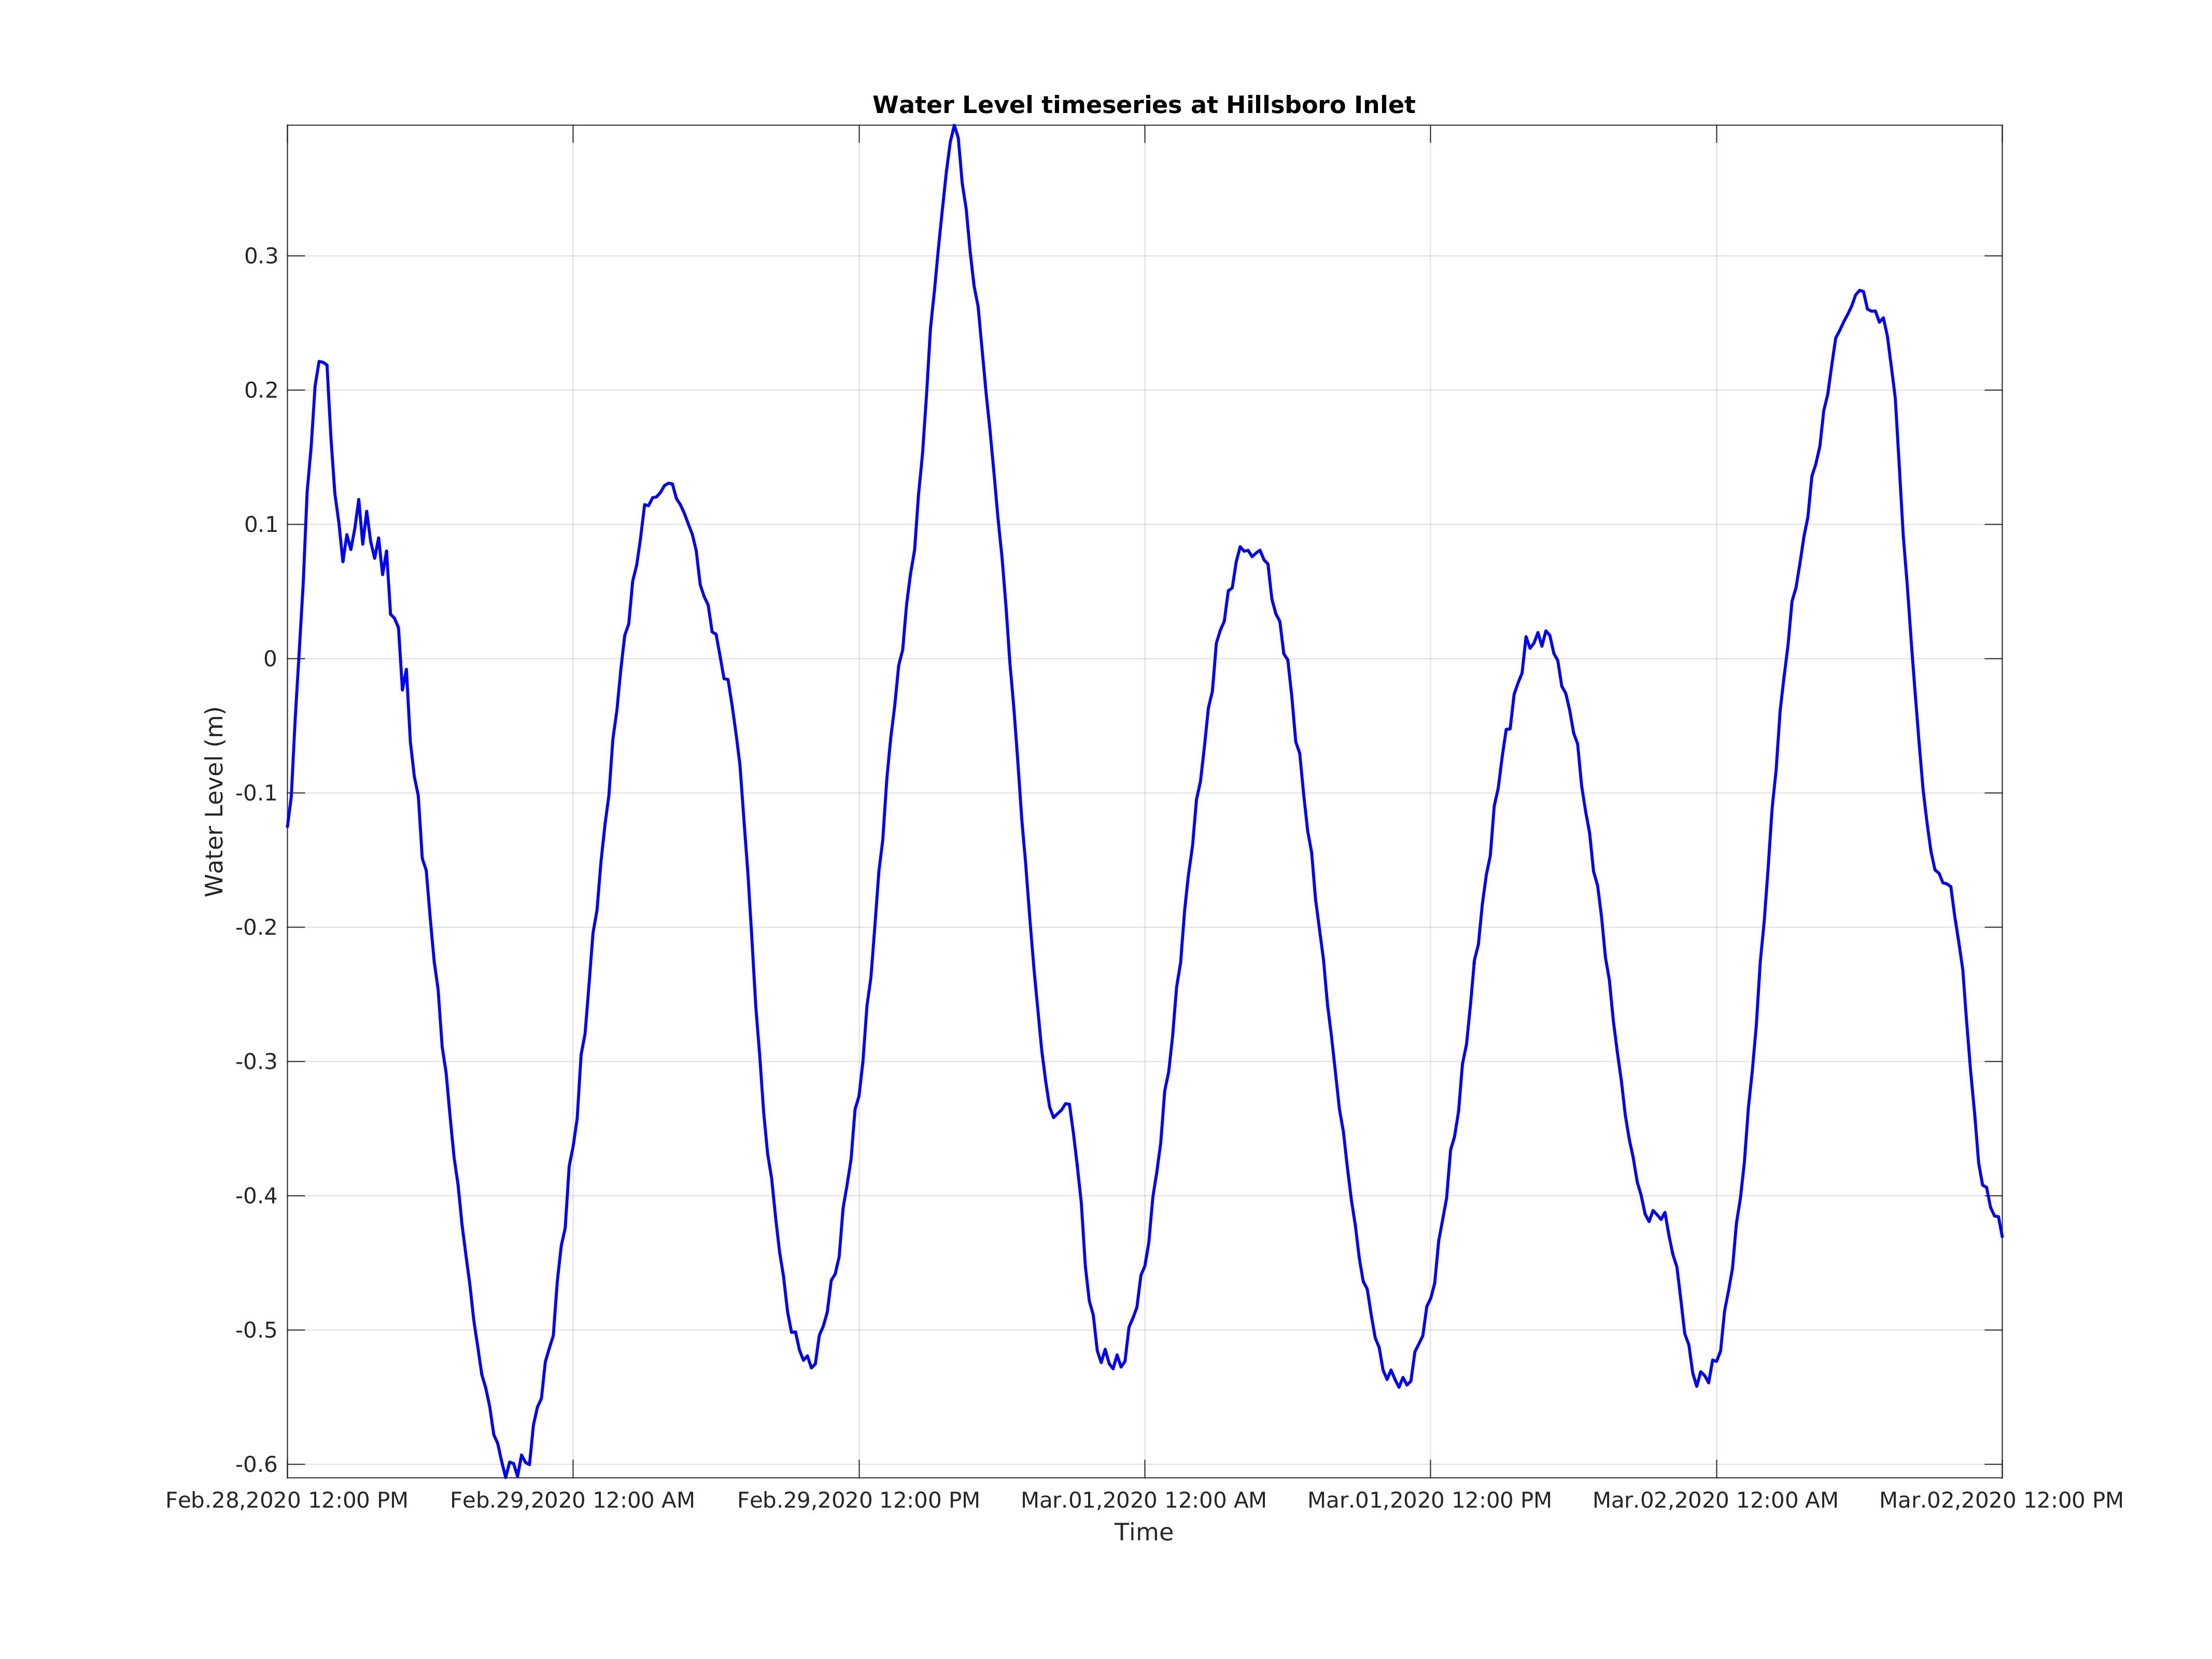 Water Level timeseries at Hillsboro Inlet
0.3
0.2
0.1
0
-0.1
-0.2
-0.3
-0.4
-0.5
-0.6
Water Level (m)
Feb.28,2020 12:00 PM Feb.29,2020 12:00 AM Feb.29,2020 12:00 PM Mar.01,2020 12:00 AM Mar.01,2020 12:00 PM Mar.02,2020 12:00 AM Mar.02,2020 12:00 PM
Time